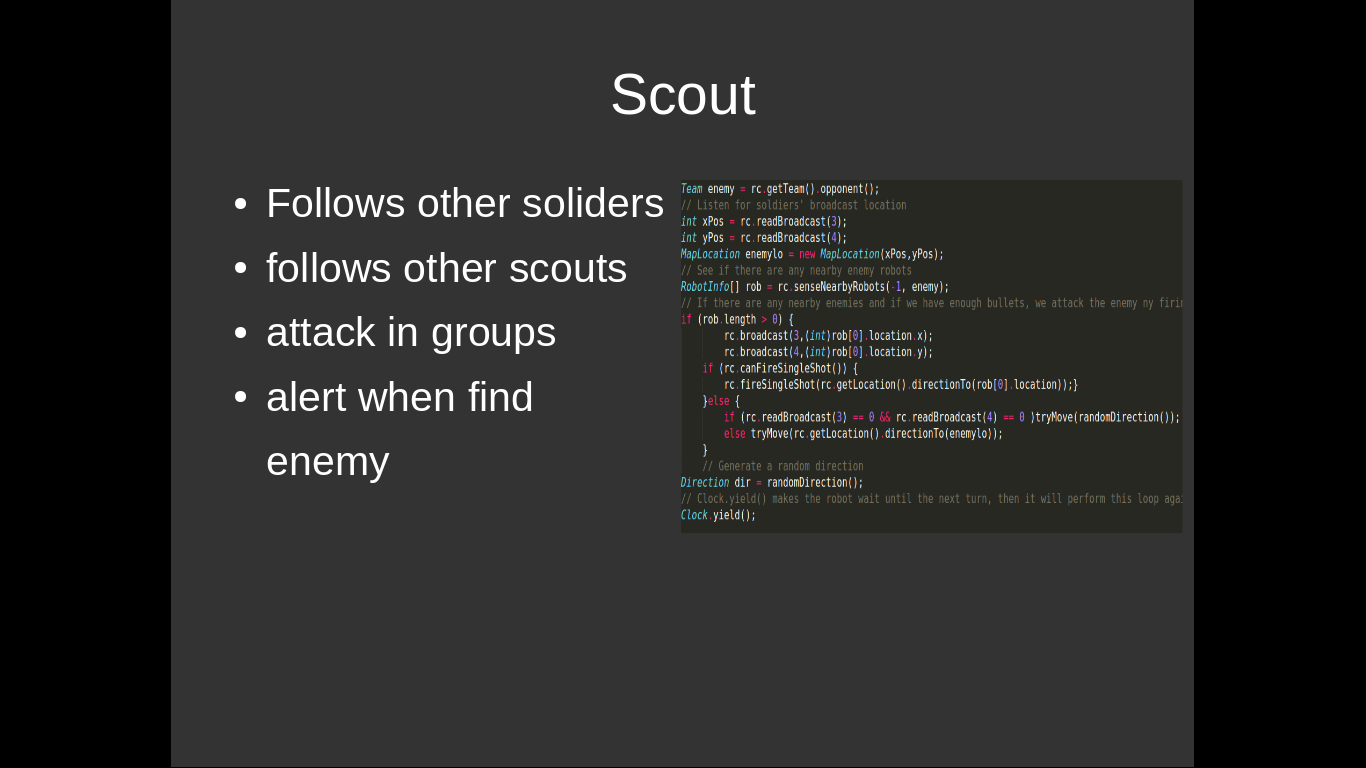 Scout
• Follows other soliders
• follows other scouts
• attack in groups
• alert when find
enemy
Team enemy = rc.getTeam().opponent();
// Listen for soldiers' broadcast location
int xPos = rc.readBroadcast(3);
int yPos = rc.readBroadcast(4);
MapLocation enemylo = new MapLocation(xPos,yPos);
// See if there are any nearby enemy robots
RobotInfo[] rob = rc.senseNearbyRobots(-1, enemy);
// If there are any nearby enemies and if we have enough bullets, we attack the enemy ny firin
if (rob.length > 0) {
rc.broadcast(3,(int)rob[0].location.x);
rc.broadcast(4,(int)rob[0].location.y);
if (rc.canFireSingleShot()) {
rc.fireSingleShot(rc.getLocation().directionTo(rob[0].location));}
}else {
if (rc.readBroadcast(3) == 0 && rc.readBroadcast(4) == 0 )tryMove(randomDirection());
else tryMove(rc.getLocation().directionTo(enemylo));
}
// Generate a random direction
Direction dir = randomDirection();
// Clock.yield() makes the robot wait until the next turn, then it will perform this loop agai
Clock.yield();